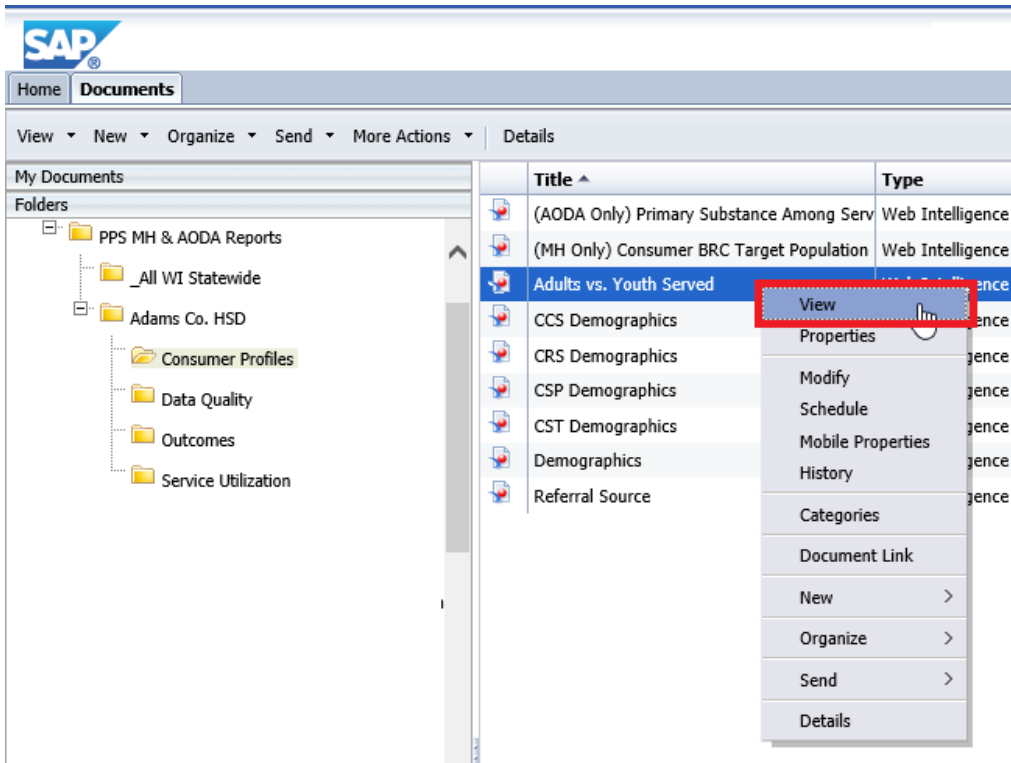 SAP
®
Home Documents
View New Organize Send More Actions Details
My Documents
Folders
PPS MH & AODA Reports
_All WI Statewide
Adams Co. HSD
Consumer Profiles
Data Quality
Outcomes
Service Utilization
Title Type
(AODA Only) Primary Substance Among Serv Web Intelligence
(MH Only) Consumer BRC Target Population Web Intelligence
Adults vs. Youth Served
CCS Demographics
CRS Demographics
CSP Demographics
CST Demographics
Demographics
Referral Source
View
Properties
Modify
Schedule
Mobile Properties
History
Categories
Document Link
New
Organize
Send
Details